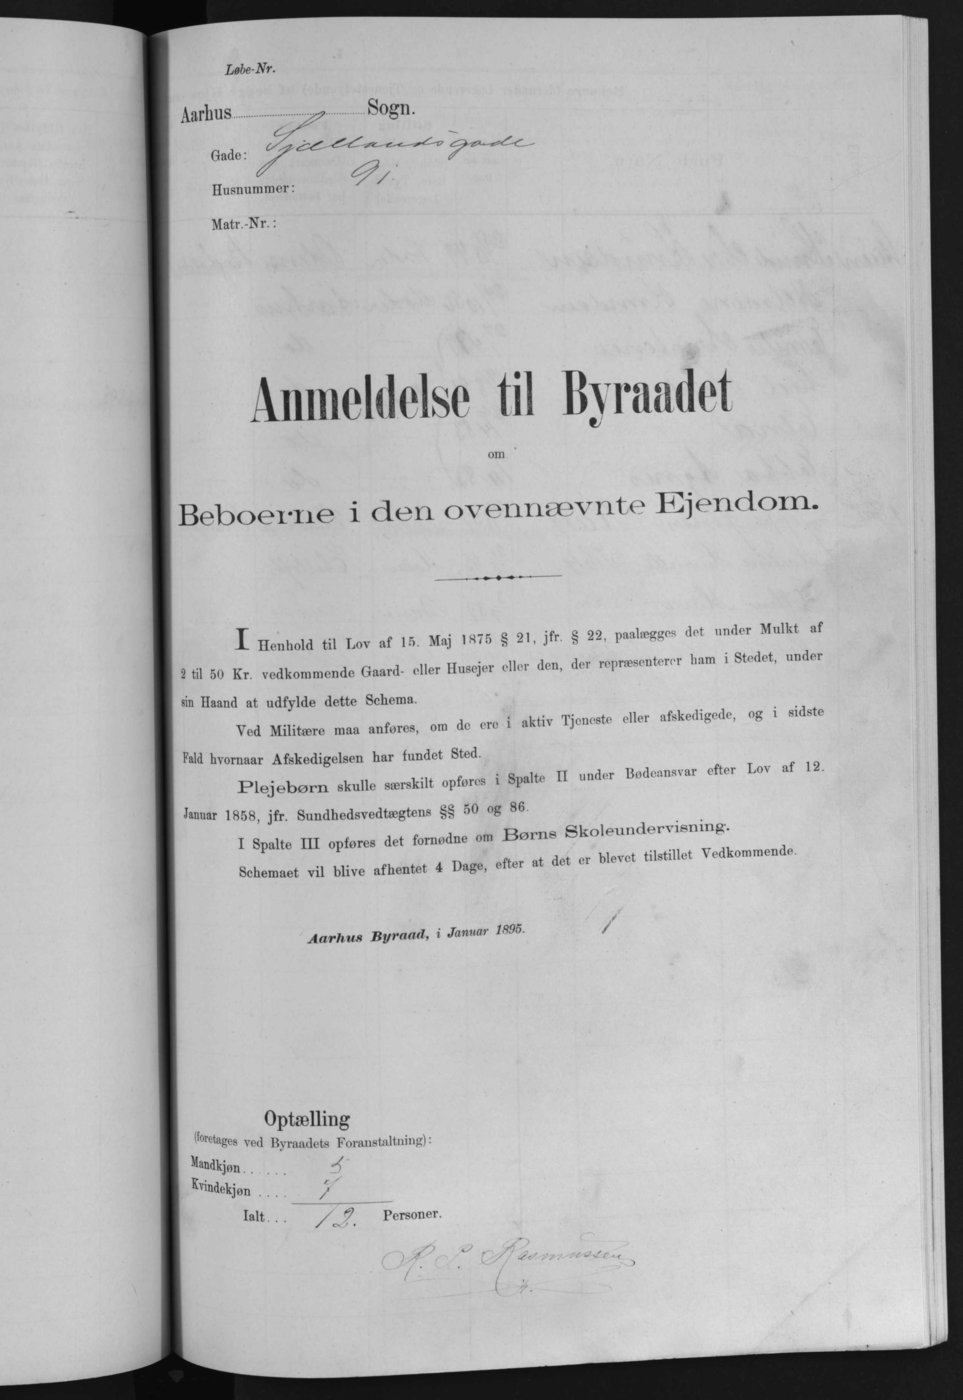 Løbe-Nr.
Aarhus Sogn.
Gade: Sjællandsgade
Husnummer: 91.
Matr.-Nr.:
Anmeldelse til Byraadet
om
Beboerne i den ovennævnte Ejendom.
I Henhold til Lov af 15. Maj 1875 § 21, jfr. § 22, paalægges det under Mulkt af
2 til 50 Kr. vedkommende Gaard- eller Husejer eller den, der repræsenterer ham i Stedet, under
sin Haand at udfylde dette Schema.
Ved Militære maa anføres, om de ere i aktiv Tjeneste eller afskedigede, og i sidste
Fald hvornaar Afskedigelsen har fundet Sted.
Plejebørn skulle særskilt opføres i Spalte II under Bødeansvar efter Lov af 12.
Januar 1858, jfr. Sundhedsvedtægtens §§ 50 og 86.
I Spalte III opføres det fornødne om Børns Skoleundervisning.
Schemaet vil blive afhentet 4 Dage, efter at det er blevet tilstillet Vedkommende.
Aarhus Byraad, i Januar 1895.
Optælling
(foretages ved Byraadets Foranstaltning):
Mandkjøn...... 5
Kvindekjøn.... 7
Ialt... 12. Personer.
R. P. Rasmussen